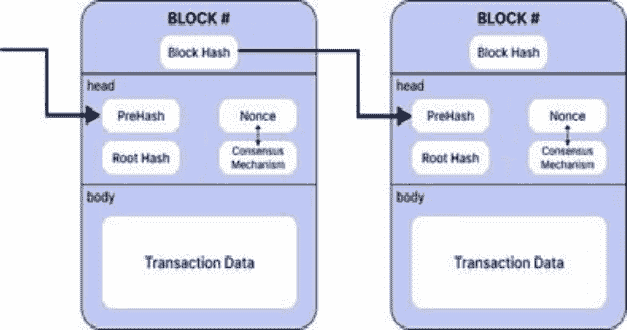 BLOCK #
Block Hash
head
PreHash
Nonce
Root Hash
Consensus
Mechanism
body
Transaction Data
BLOCK #
Block Hash
head
PreHash
Nonce
Root Hash
Consensus
Mechanism
body
Transaction Data